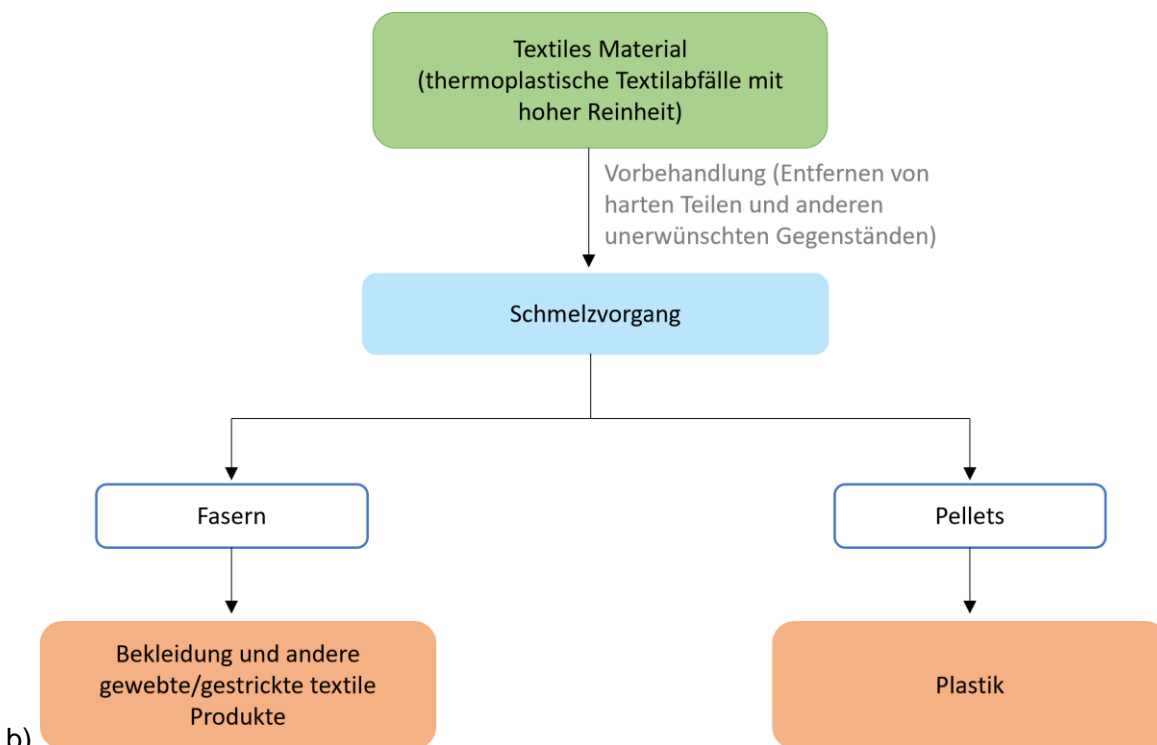 Textiles Material
(thermoplastische Textilabfälle mit
hoher Reinheit)
Vorbehandlung (Entfernen von
harten Teilen und anderen
unerwünschten Gegenständen)
Schmelzvorgang
Fasern
Pellets
Bekleidung und andere
gewebte/gestrickte textile
Produkte
Plastik
b)